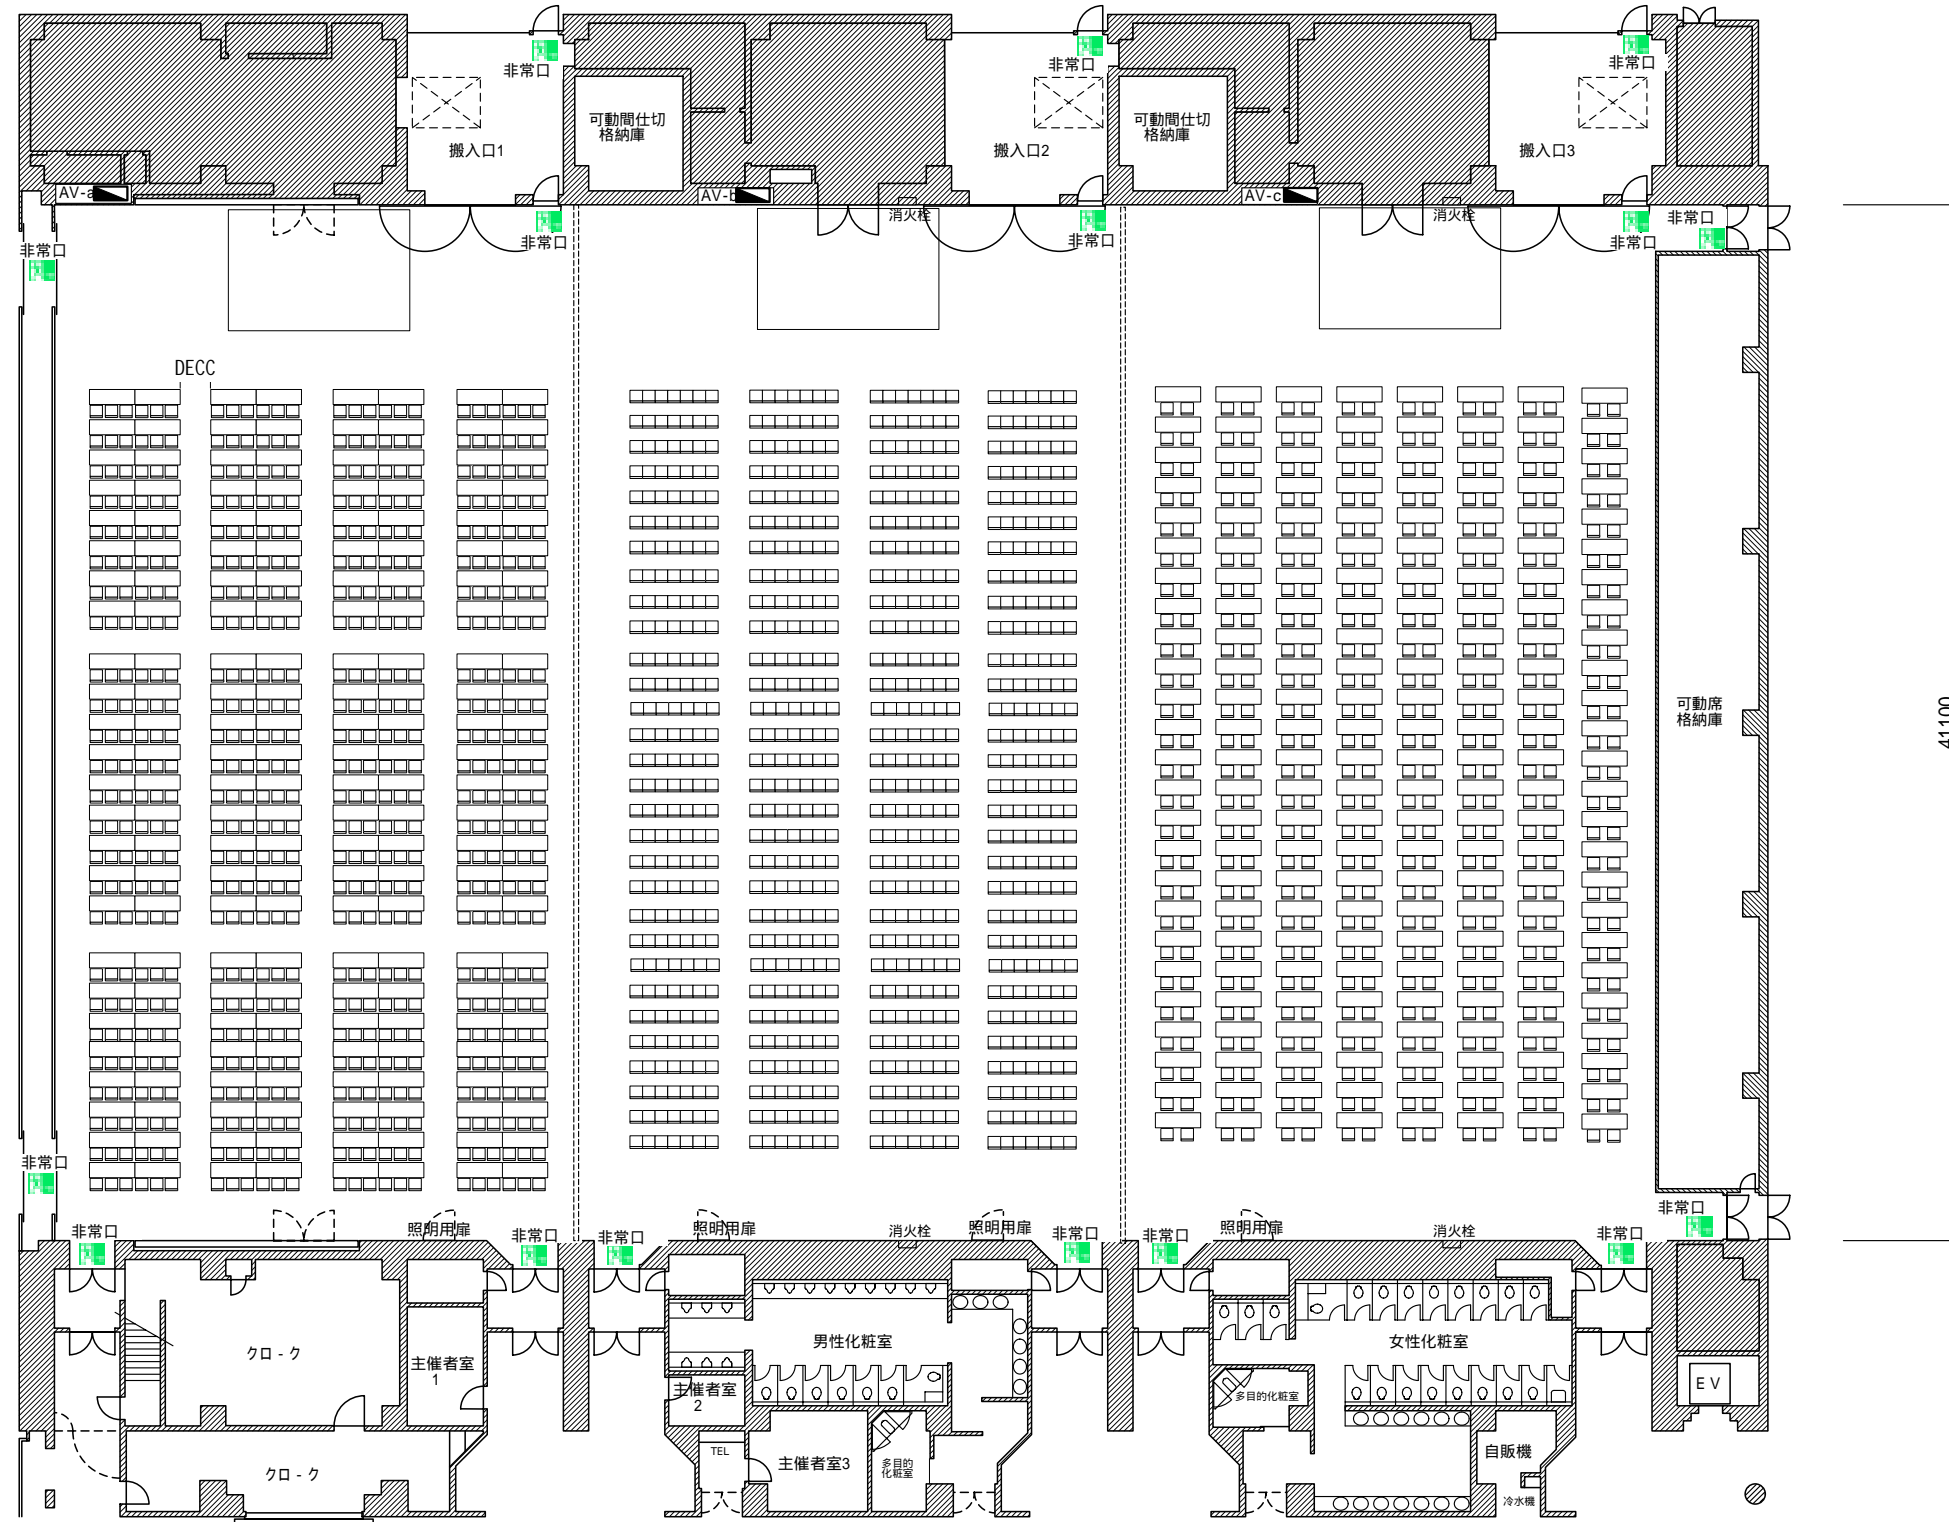 非常口
非常口
非常口
可動間仕切
格納庫
可動間仕切
格納庫
搬入口1
搬入口2
搬入口3
AV-a
AV-b
AV-c
消火栓
消火栓
非常口
非常口
非常口
非常口
非常口
DECC
可動席
格納庫
41100
非常口
非常口
照明用扉
非常口
非常口
照明用扉
消火栓
照明用扉
非常口
非常口
照明用扉
消火栓
非常口
非常口
クロ-ク
主催者室
1
男性化粧室
女性化粧室
主催者室
2
多目的化粧室
EV
クロ-ク
TEL
主催者室3
多目的
化粧室
自販機
冷水機